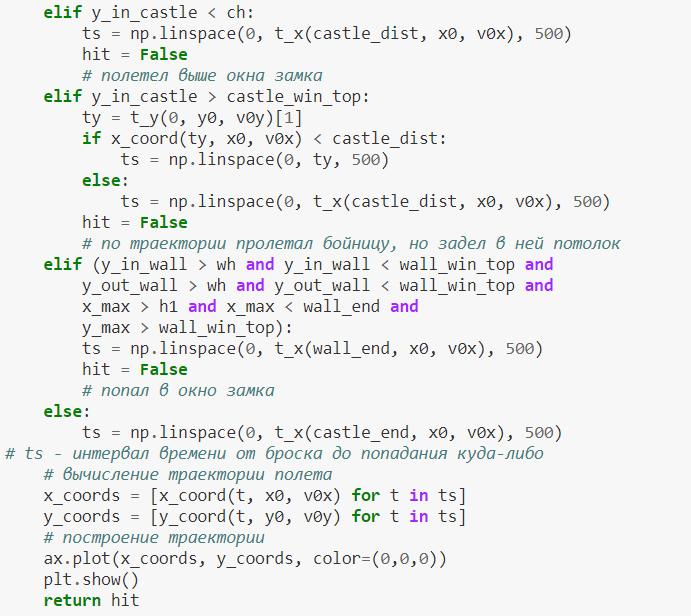 elif y_in_castle < ch:
ts = np.linspace(0, t_x(castle_dist, x0, v0x), 500)
hit = False
# полетел выше окна замка
elif y_in_castle > castle_win_top:
ty = t_y(0, y0, v0y)[1]
if x_coord(ty, x0, v0x) < castle_dist:
ts = np.linspace(0, ty, 500)
else:
ts = np.linspace(0, t_x(castle_dist, x0, v0x), 500)
hit = False
# по траектории пролетал бойницу, но задел в ней потолок
elif (y_in_wall > wh and y_in_wall < wall_win_top and
y_out_wall > wh and y_out_wall < wall_win_top and
x_max > h1 and x_max < wall_end and
y_max > wall_win_top):
ts = np.linspace(0, t_x(wall_end, x0, v0x), 500)
hit = False
# попал в окно замка
else:
ts = np.linspace(0, t_x(castle_end, x0, v0x), 500)
# ts - интервал времени от броска до попадания куда-либо
# вычисление траектории полета
x_coords = [x_coord(t, x0, v0x) for t in ts]
y_coords = [y_coord(t, y0, v0y) for t in ts]
# построение траектории
ax.plot(x_coords, y_coords, color=(0,0,0))
plt.show()
return hit